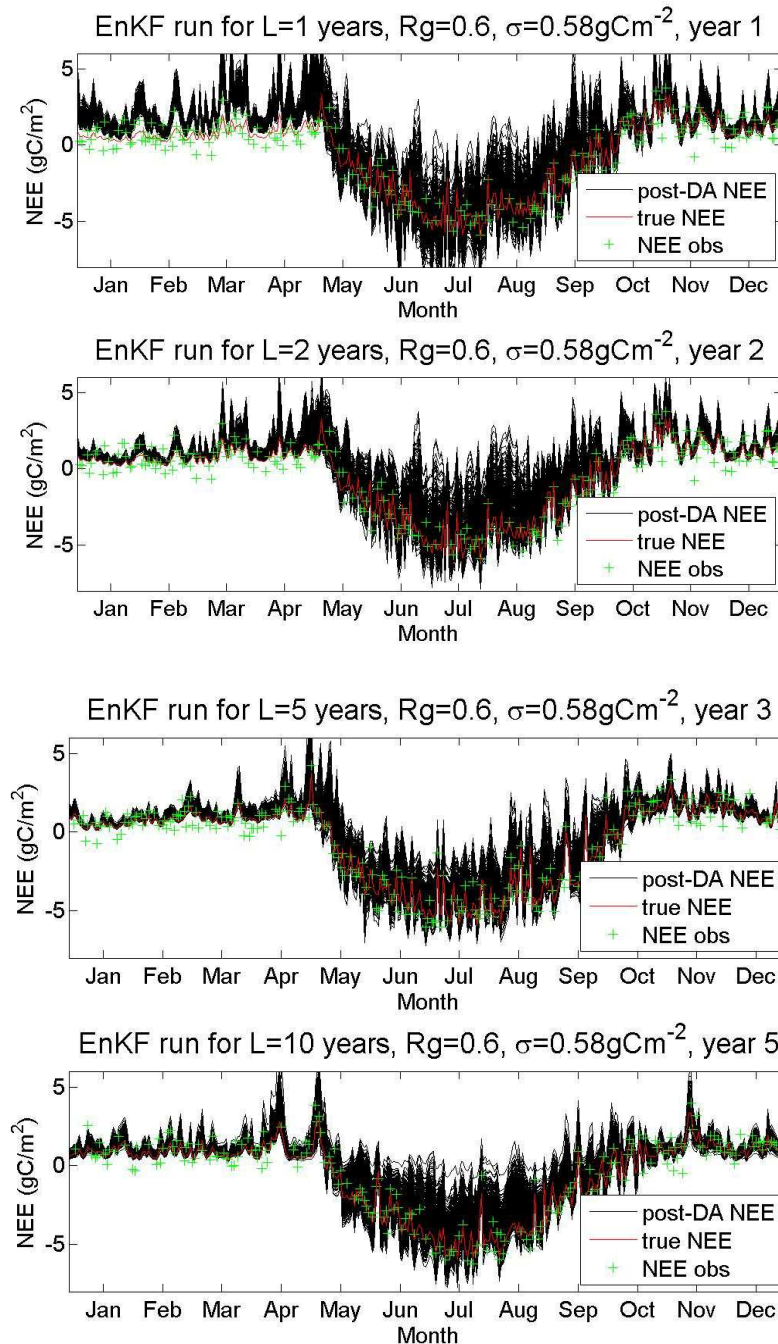 EnKF run for L=1 years, Rg=0.6, σ=0.58gCm⁻², year 1
NEE (gC/m²)
5
0
-5
post-DA NEE
true NEE
NEE obs
Jan Feb Mar Apr May Jun Jul Aug Sep Oct Nov Dec
Month
EnKF run for L=2 years, Rg=0.6, σ=0.58gCm⁻², year 2
NEE (gC/m²)
5
0
-5
post-DA NEE
true NEE
NEE obs
Jan Feb Mar Apr May Jun Jul Aug Sep Oct Nov Dec
Month
EnKF run for L=5 years, Rg=0.6, σ=0.58gCm⁻², year 3
NEE (gC/m²)
5
0
-5
post-DA NEE
true NEE
NEE obs
Jan Feb Mar Apr May Jun Jul Aug Sep Oct Nov Dec
Month
EnKF run for L=10 years, Rg=0.6, σ=0.58gCm⁻², year 5
NEE (gC/m²)
5
0
-5
post-DA NEE
true NEE
NEE obs
Jan Feb Mar Apr May Jun Jul Aug Sep Oct Nov Dec
Month